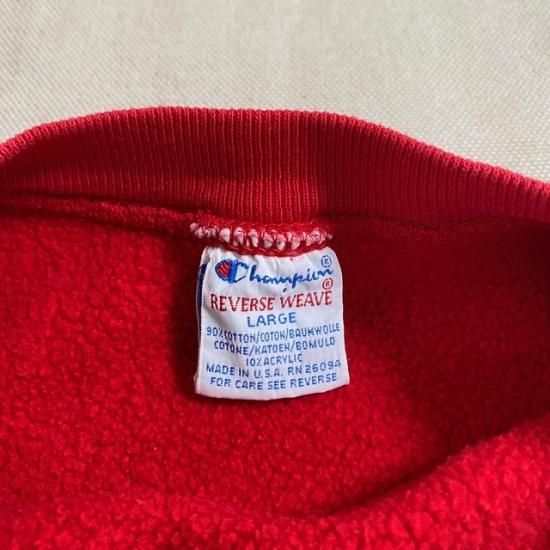 Champion®
REVERSE WEAVE®
LARGE
90% COTTON/COTON/BAUMWOLLE
COTONE/KATOEN/BOMULD
10% ACRYLIC
MADE IN U.S.A. RN 26094
FOR CARE SEE REVERSE